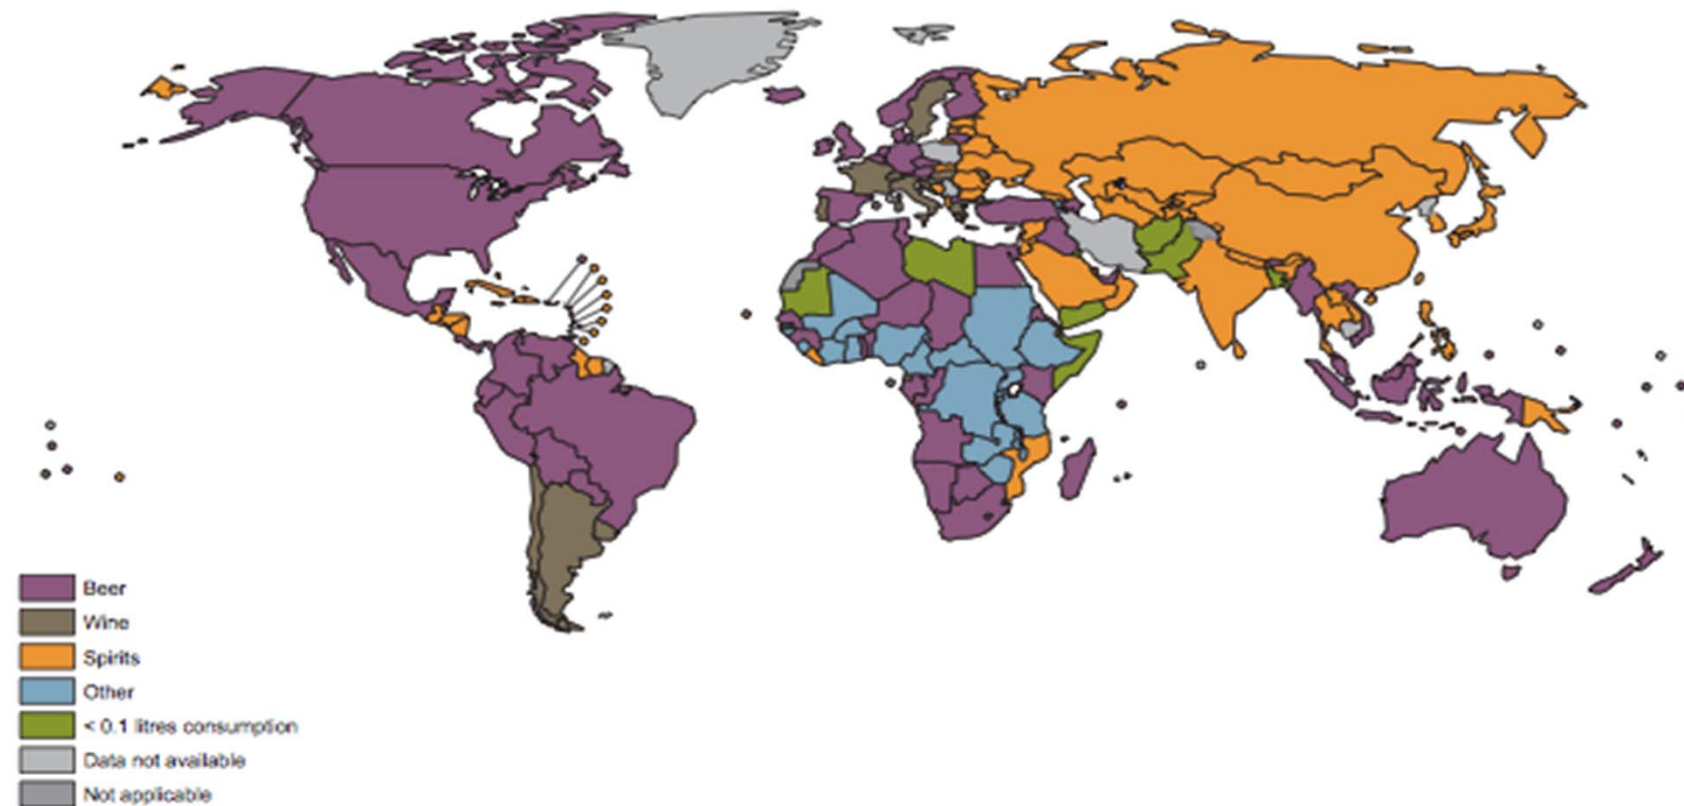 Beer
Wine
Spirits
Other
< 0.1 litres consumption
Data not available
Not applicable